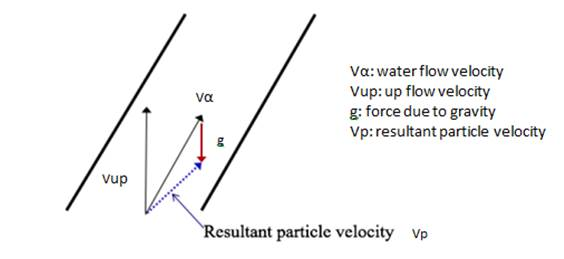 Vα
g
Vup
Resultant particle velocity Vp
Vα: water flow velocity
Vup: up flow velocity
g: force due to gravity
Vp: resultant particle velocity